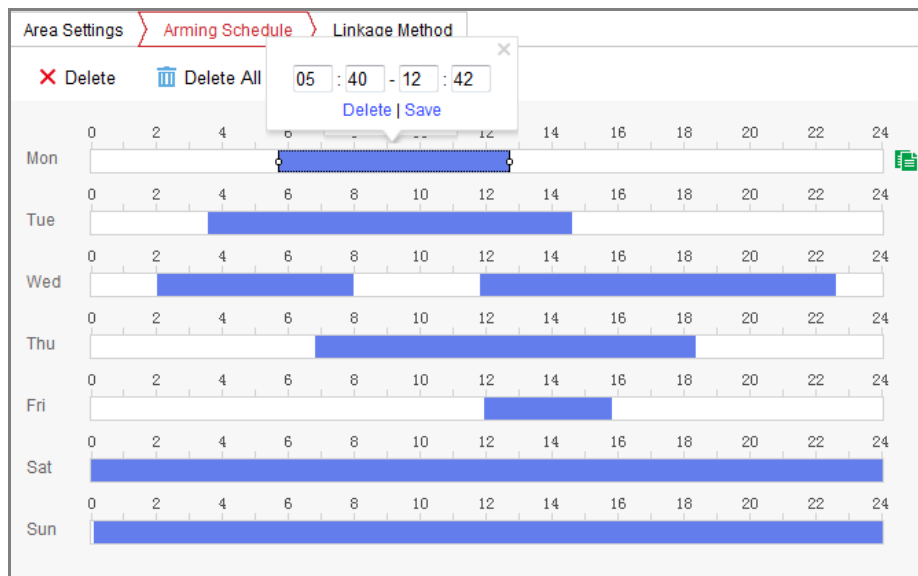 Area Settings Arming Schedule Linkage Method
Delete Delete All
05 : 40 - 12 : 42
Delete | Save
0 2 4 6 12 14 16 18 20 22 24
Mon
0 2 4 6 8 10 12 14 16 18 20 22 24
Tue
0 2 4 6 8 10 12 14 16 18 20 22 24
Wed
0 2 4 6 8 10 12 14 16 18 20 22 24
Thu
0 2 4 6 8 10 12 14 16 18 20 22 24
Fri
0 2 4 6 8 10 12 14 16 18 20 22 24
Sat
0 2 4 6 8 10 12 14 16 18 20 22 24
Sun